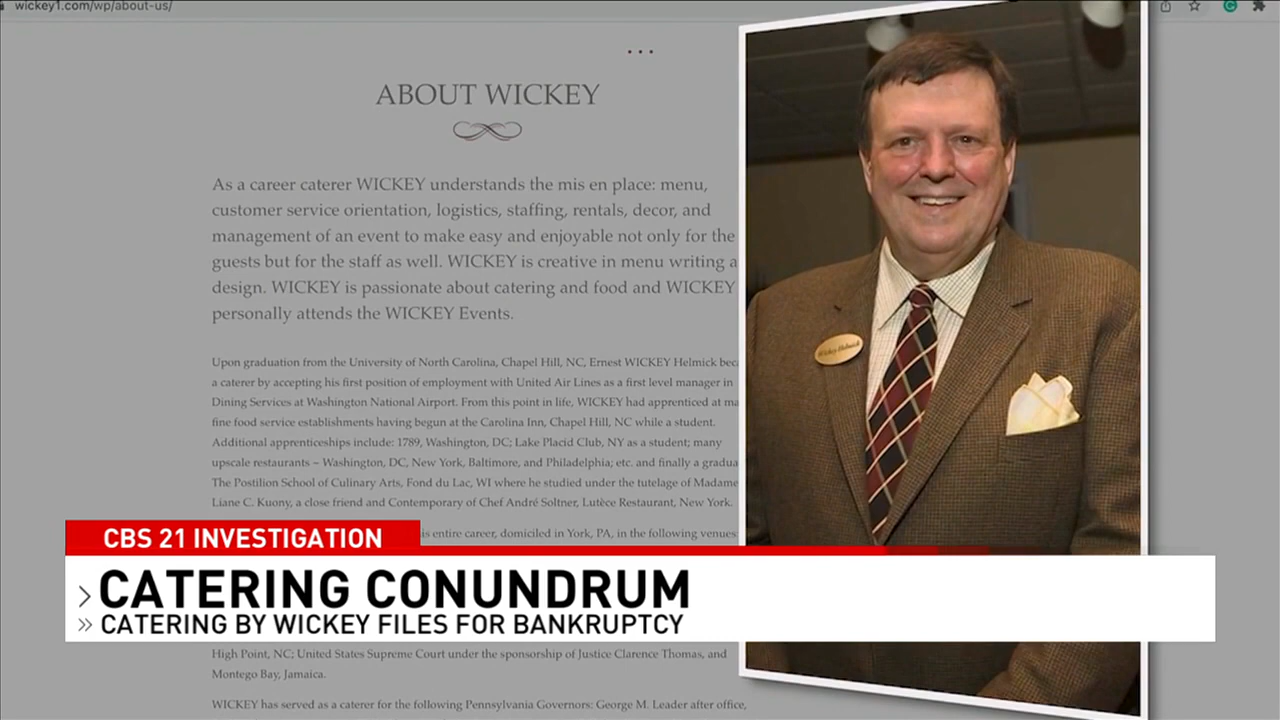 wickey1.com/wp/about-us/
ABOUT WICKEY
As a career caterer WICKEY understands the mis en place: menu,
customer service orientation, logistics, staffing, rentals, decor, and
management of an event to make easy and enjoyable not only for the
guests but for the staff as well. WICKEY is creative in menu writing
design. WICKEY is passionate about catering and food and WICKEY
personally attends the WICKEY Events.
Upon graduation from the University of North Carolina, Chapel Hill, NC, Ernest WICKEY Helmick
a caterer by accepting his first position of employment with United Air Lines as a first level manager in
Dining Services at Washington National Airport. From this point in life, WICKEY had apprenticed at
fine food service establishments having begun at the Carolina Inn, Chapel Hill, NC while a student.
Additional apprenticeships include: 1789, Washington, DC; Lake Placid Club, NY as a student; many
upscale restaurants – Washington, DC, New York, Baltimore, and Philadelphia; etc. and finally a
The Postilion School of Culinary Arts, Fond du Lac, WI where he studied under the tutelage of Madame
Liane C. Kuony, a close friend and Contemporary of Chef André Soltner, Lutèce Restaurant, New York.
entire career, domiciled in York, PA, in the following venues
Wickey Helmick
CBS 21 INVESTIGATION
CATERING CONUNDRUM
CATERING BY WICKEY FILES FOR BANKRUPTCY
High Point, NC; United States Supreme Court under the sponsorship of Justice Clarence Thomas, and
Montego Bay, Jamaica.
WICKEY has served as a caterer for the following Pennsylvania Governors: George M. Leader after office,